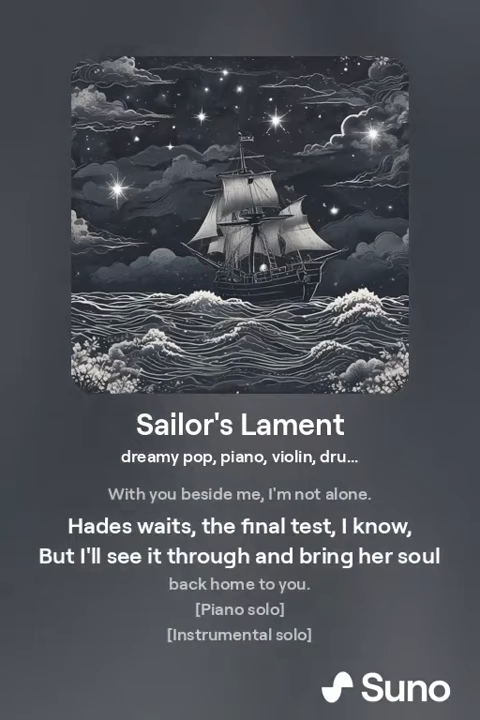 Sailor's Lament
dreamy pop, piano, violin, dru...
With you beside me, I'm not alone.
Hades waits, the final test, I know,
But I'll see it through and bring her soul
back home to you.
[Piano solo]
[Instrumental solo]
Suno